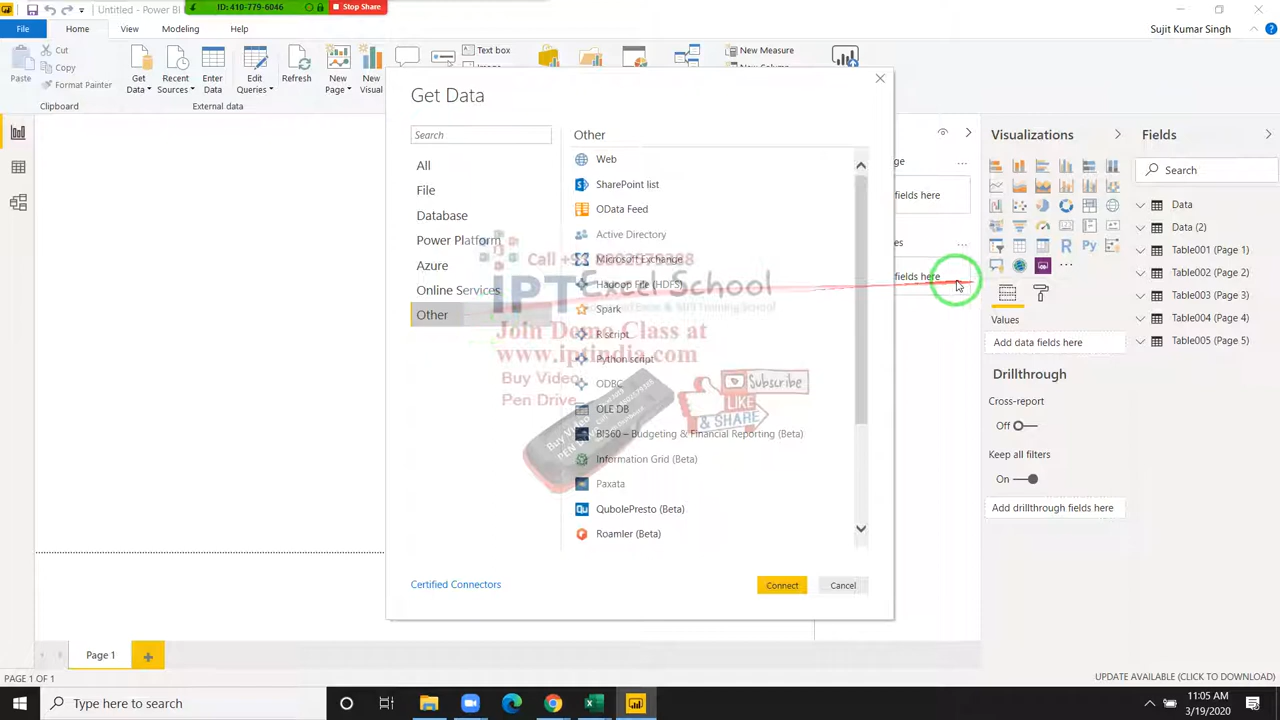 Untitled - Power BI
ID: 410-779-6046
Stop Share
File
Home
View
Modeling
Help
Sujit Kumar Singh
Paste
Cut
Copy
Format Painter
Clipboard
Get Data
Recent Sources
Enter Data
Edit Queries
Refresh
External data
New Page
New Visual
Text box
New Measure
Get Data
Search
All
File
Database
Power Platform
Azure
Online Services
Other
Other
Web
SharePoint list
OData Feed
Active Directory
Microsoft Exchange
Hadoop File (HDFS)
Spark
R script
Python script
ODBC
OLE DB
BI360 – Budgeting & Financial Reporting (Beta)
Information Grid (Beta)
Paxata
QubolePresto (Beta)
Roamler (Beta)
Certified Connectors
Connect
Cancel
IPT Excel School
Join Demo Class at
www.iptindia.com
Buy Video
Pen Drive
Subscribe
LIKE
& SHARE
fields here
fields here
Visualizations
Values
Add data fields here
Drillthrough
Cross-report
Off
Keep all filters
On
Add drillthrough fields here
Fields
Search
Data
Data (2)
Table001 (Page 1)
Table002 (Page 2)
Table003 (Page 3)
Table004 (Page 4)
Table005 (Page 5)
Page 1
PAGE 1 OF 1
UPDATE AVAILABLE (CLICK TO DOWNLOAD)
Type here to search
11:05 AM
3/19/2020